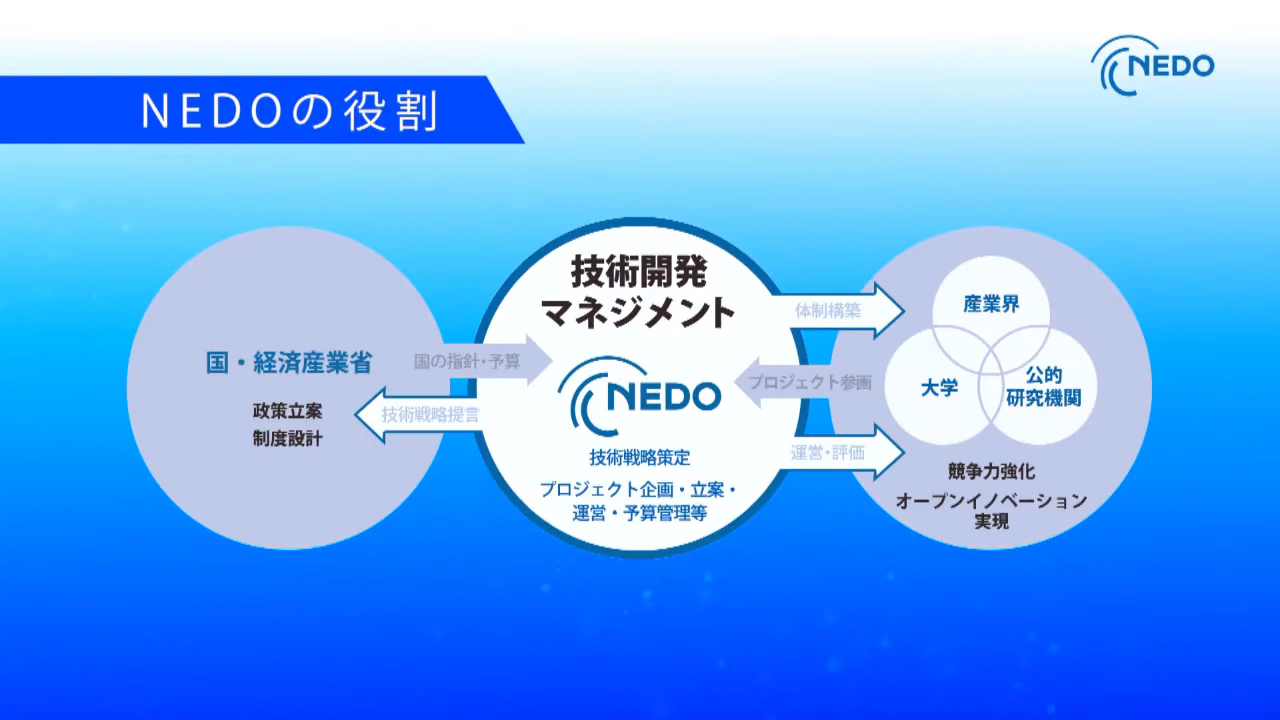 NEDO
NEDOの役割
国・経済産業省
政策立案
制度設計
国の指針・予算
技術戦略提言
技術開発
マネジメント
NEDO
技術戦略策定
プロジェクト企画・立案・
運営・予算管理等
体制構築
プロジェクト参画
運営・評価
産業界
大学
公的
研究機関
競争力強化
オープンイノベーション
実現